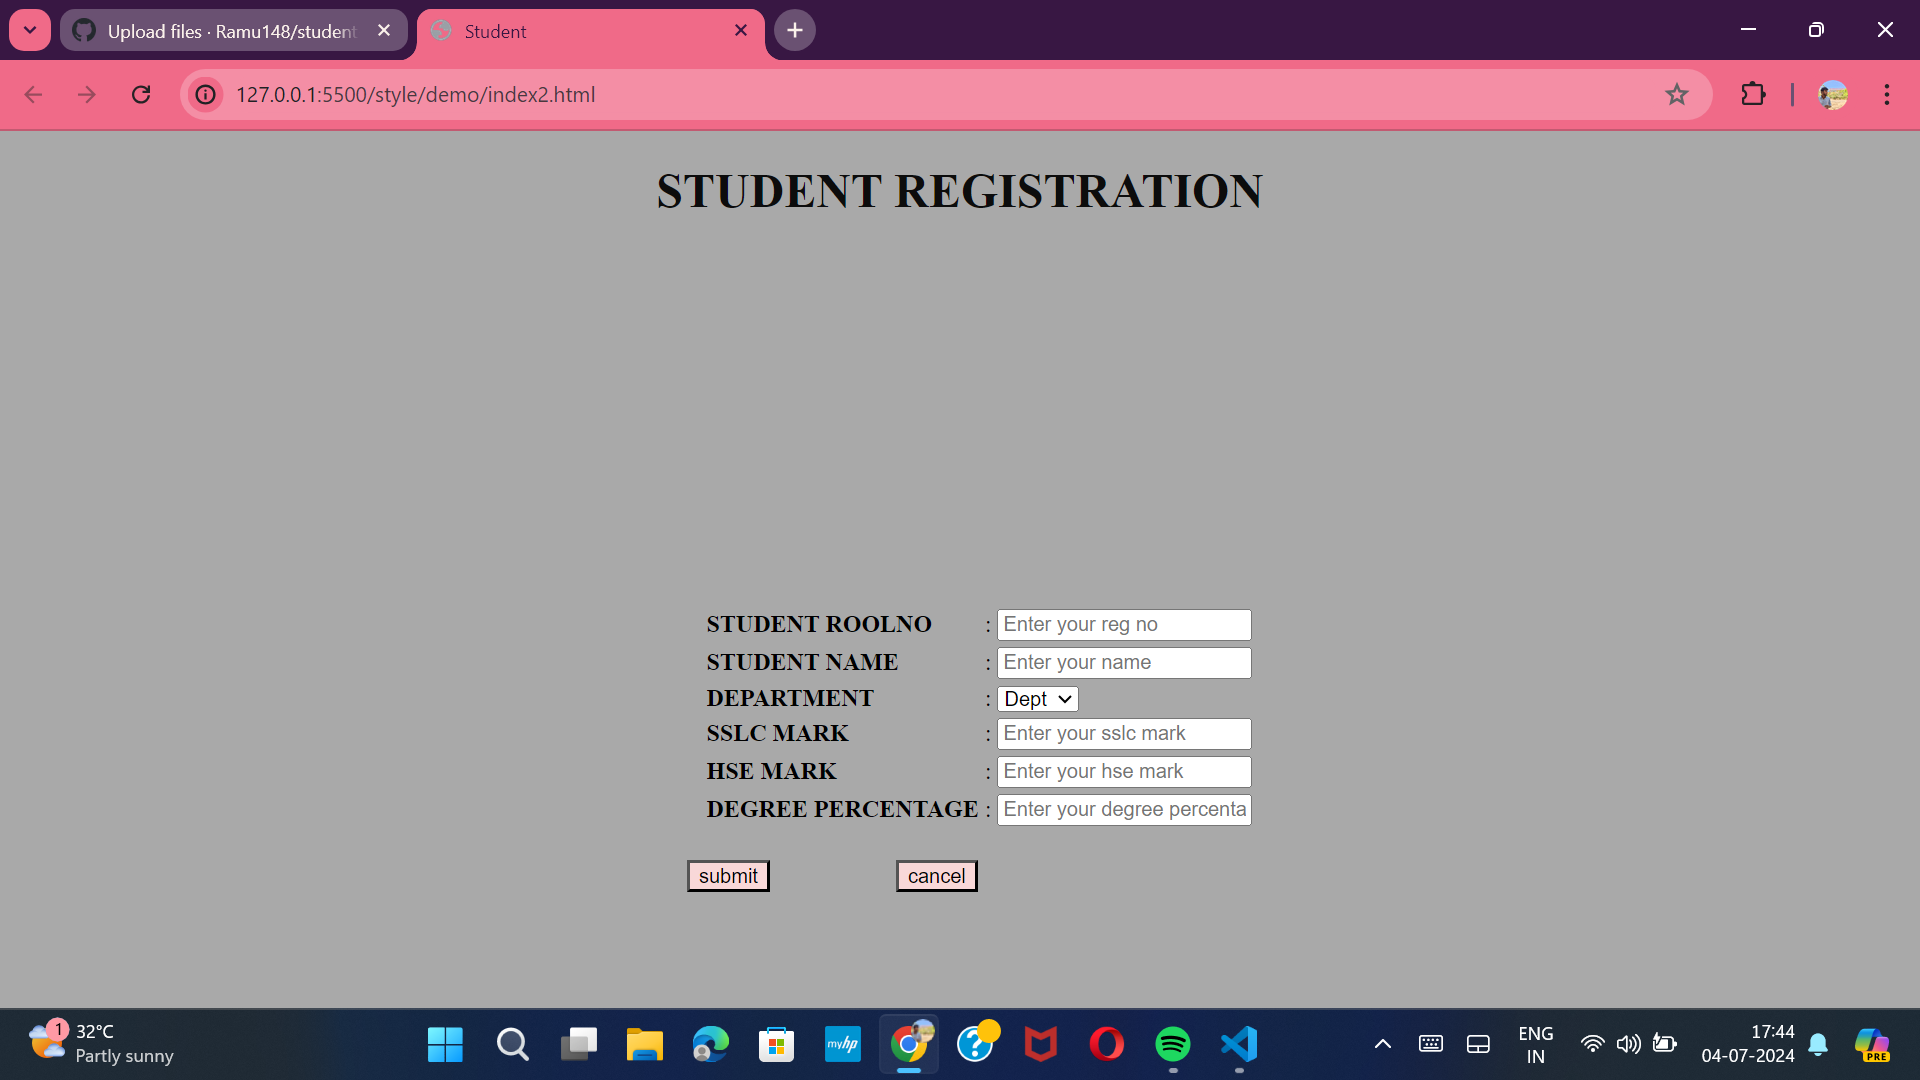 Upload files · Ramu148/student
Student
127.0.0.1:5500/style/demo/index2.html
STUDENT REGISTRATION
STUDENT ROOLNO : Enter your reg no
STUDENT NAME : Enter your name
DEPARTMENT : Dept
SSLC MARK : Enter your sslc mark
HSE MARK : Enter your hse mark
DEGREE PERCENTAGE : Enter your degree percenta
submit cancel
1
32°C
Partly sunny
myhp
ENG
IN
17:44
04-07-2024
PRE